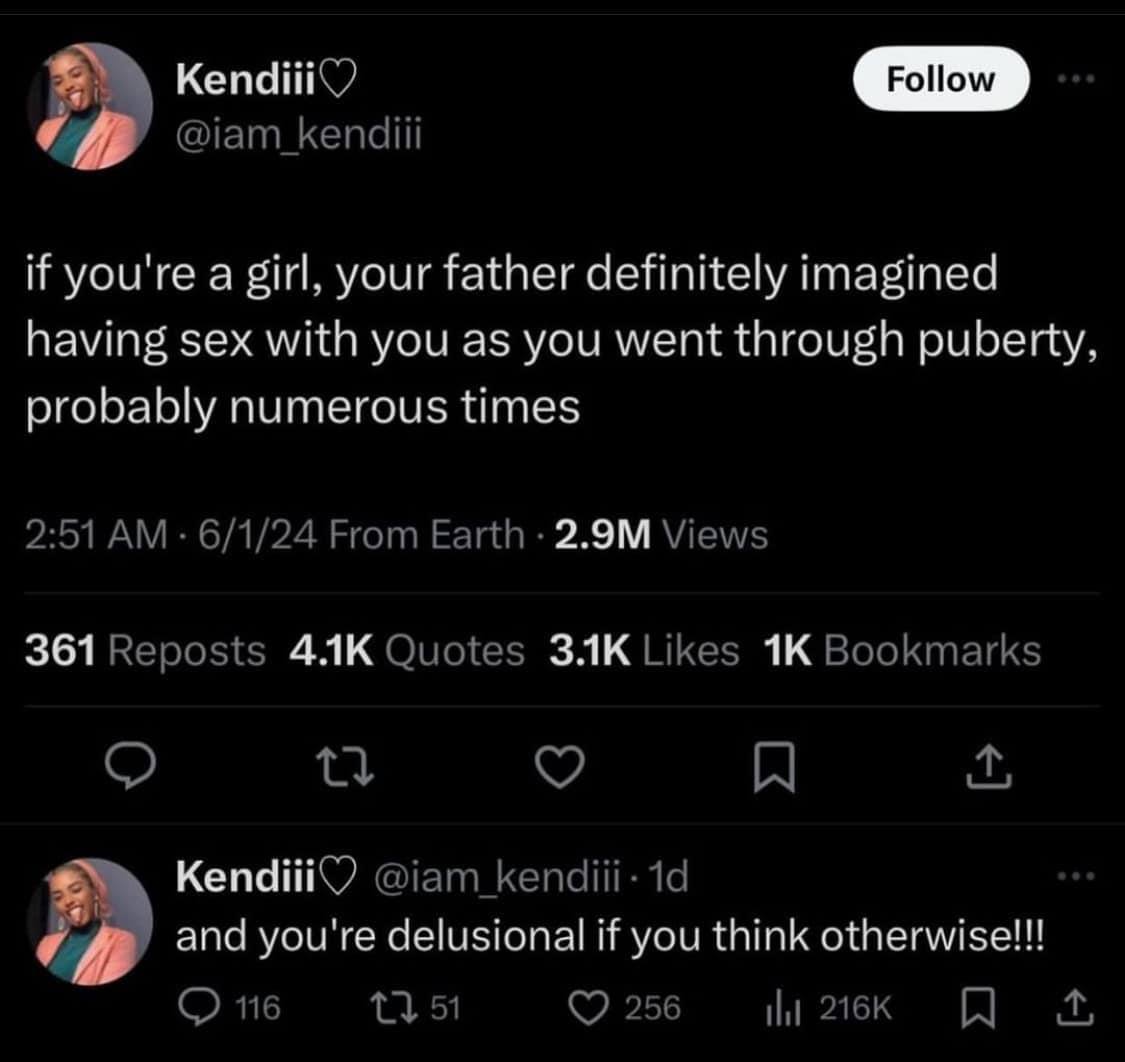 Kendiii♡
@iam_kendiii
Follow
if you're a girl, your father definitely imagined
having sex with you as you went through puberty,
probably numerous times
2:51 AM · 6/1/24 From Earth · 2.9M Views
361 Reposts 4.1K Quotes 3.1K Likes 1K Bookmarks
Kendiii♡ @iam_kendiii · 1d
and you're delusional if you think otherwise!!!
116 51 256 216K